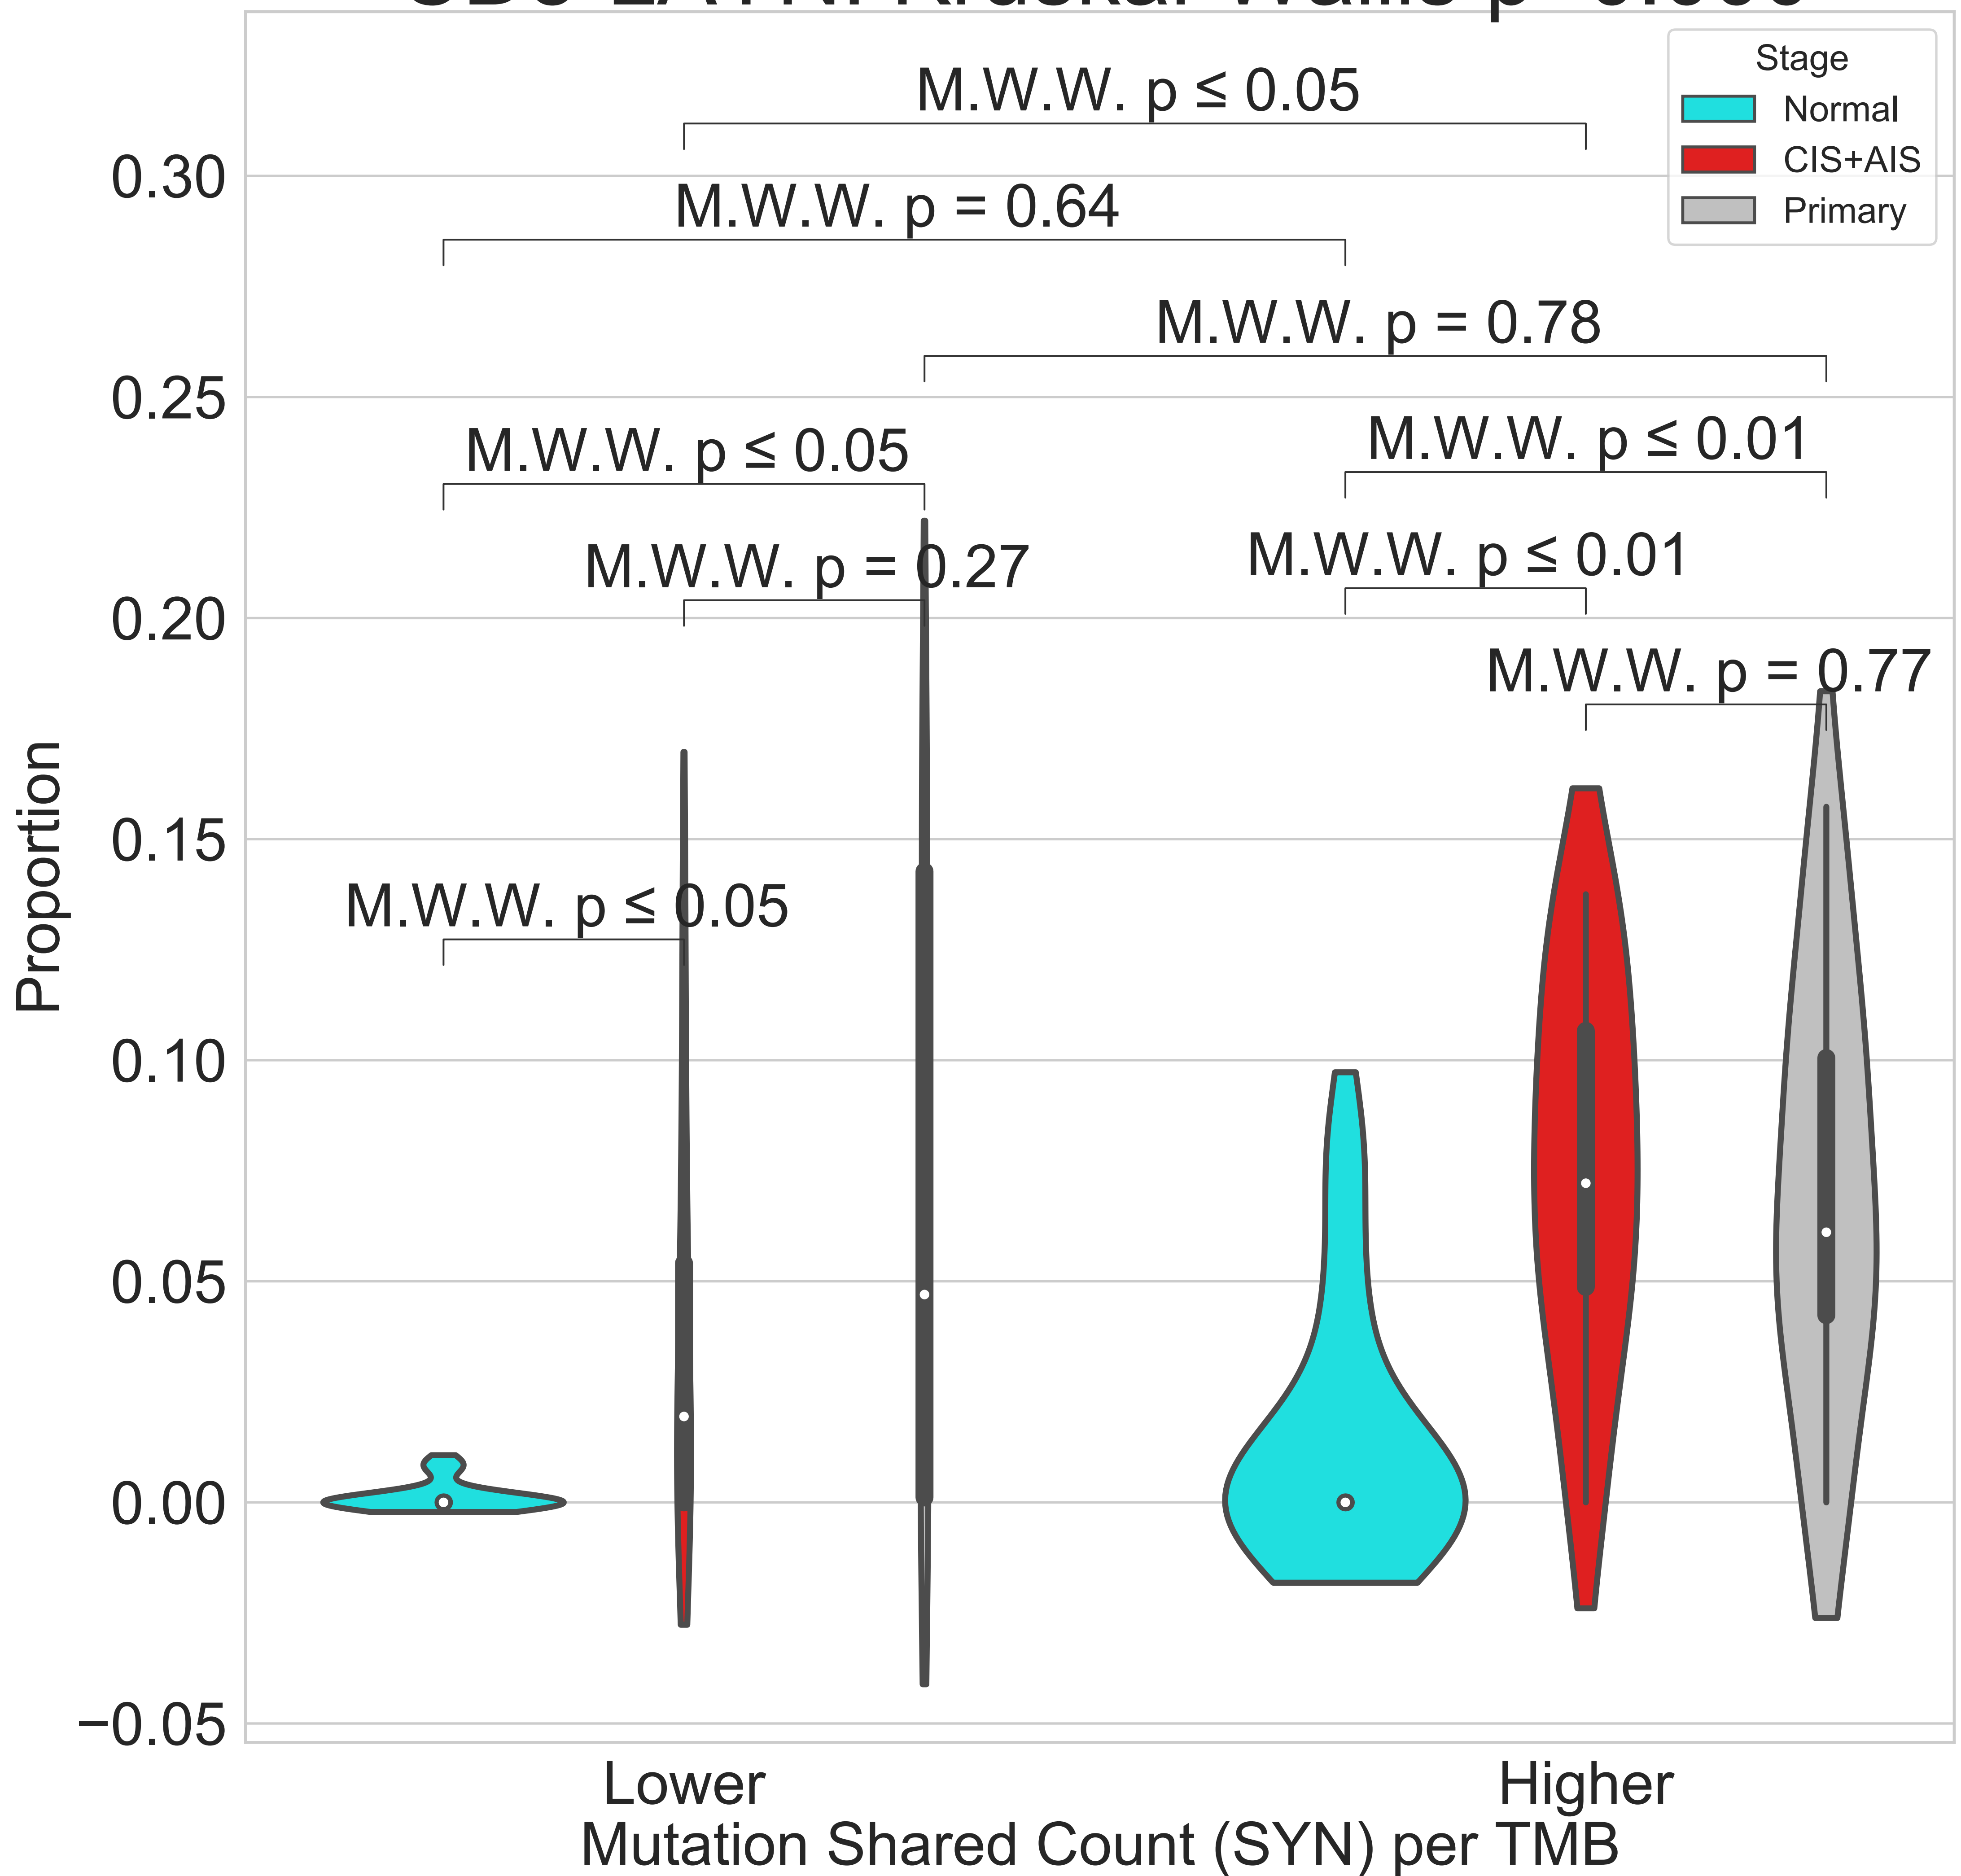 Stage
Normal
CIS+AIS
Primary
M.W.W. p ≤ 0.05
M.W.W. p = 0.64
M.W.W. p = 0.78
M.W.W. p ≤ 0.05
M.W.W. p ≤ 0.01
M.W.W. p = 0.27
M.W.W. p ≤ 0.01
M.W.W. p = 0.77
M.W.W. p ≤ 0.05
0.30
0.25
0.20
0.15
0.10
0.05
0.00
−0.05
Proportion
Lower
Higher
Mutation Shared Count (SYN) per TMB